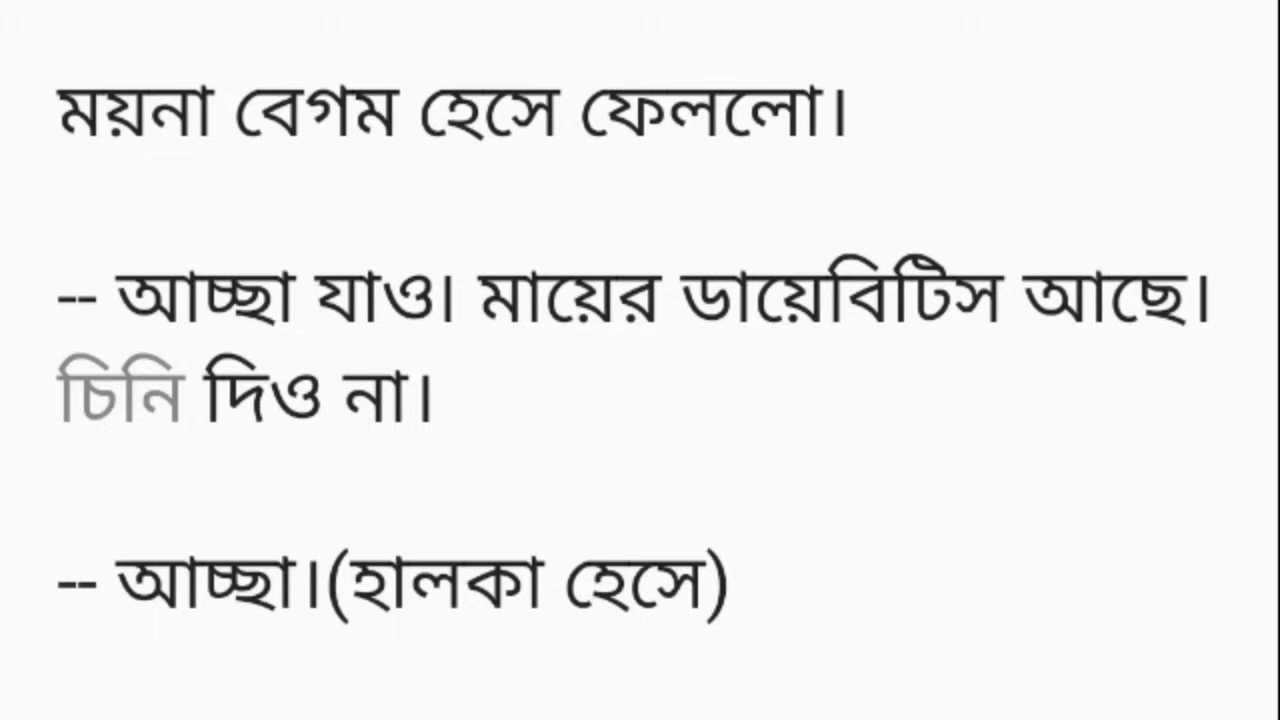 ময়না বেগম হেসে ফেললো।
-- আচ্ছা যাও। মায়ের ডায়েবিটিস আছে।
চিনি দিও না।
-- আচ্ছা।(হালকা হেসে)